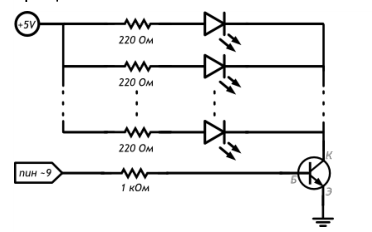 +5V
220 Ом
220 Ом
220 Ом
К
Б
Э
пин ~9
1 кОм